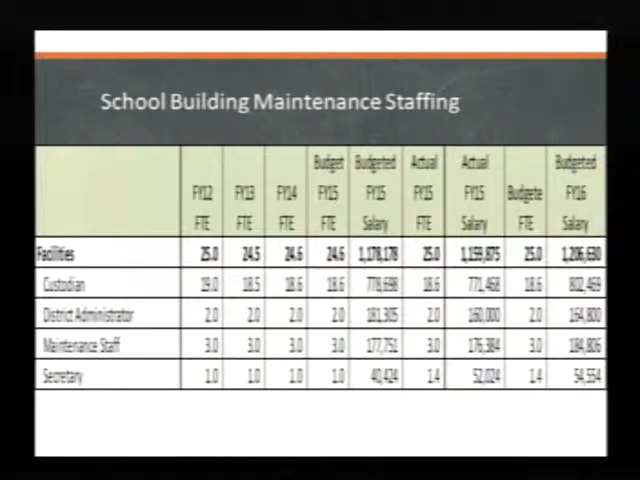 School Building Maintenance Staffing
Budget Budgeted Actual Actual Budgeted
FY12 FY13 FY14 FY15 FY15 FY15 FY15 Budgete FY16
FTE FTE FTE FTE Salary FTE Salary FTE Salary
Facilities 25.0 24.5 24.6 24.6 1,178,178 25.0 1,159,875 25.0 1,206,630
Custodian 19.0 18.5 18.6 18.6 778,698 18.6 771,468 18.6 802,469
District Administrator 2.0 2.0 2.0 2.0 181,305 2.0 160,000 2.0 164,800
Maintenance Staff 3.0 3.0 3.0 3.0 177,751 3.0 176,384 3.0 184,806
Secretary 1.0 1.0 1.0 1.0 40,424 1.4 52,024 1.4 54,554